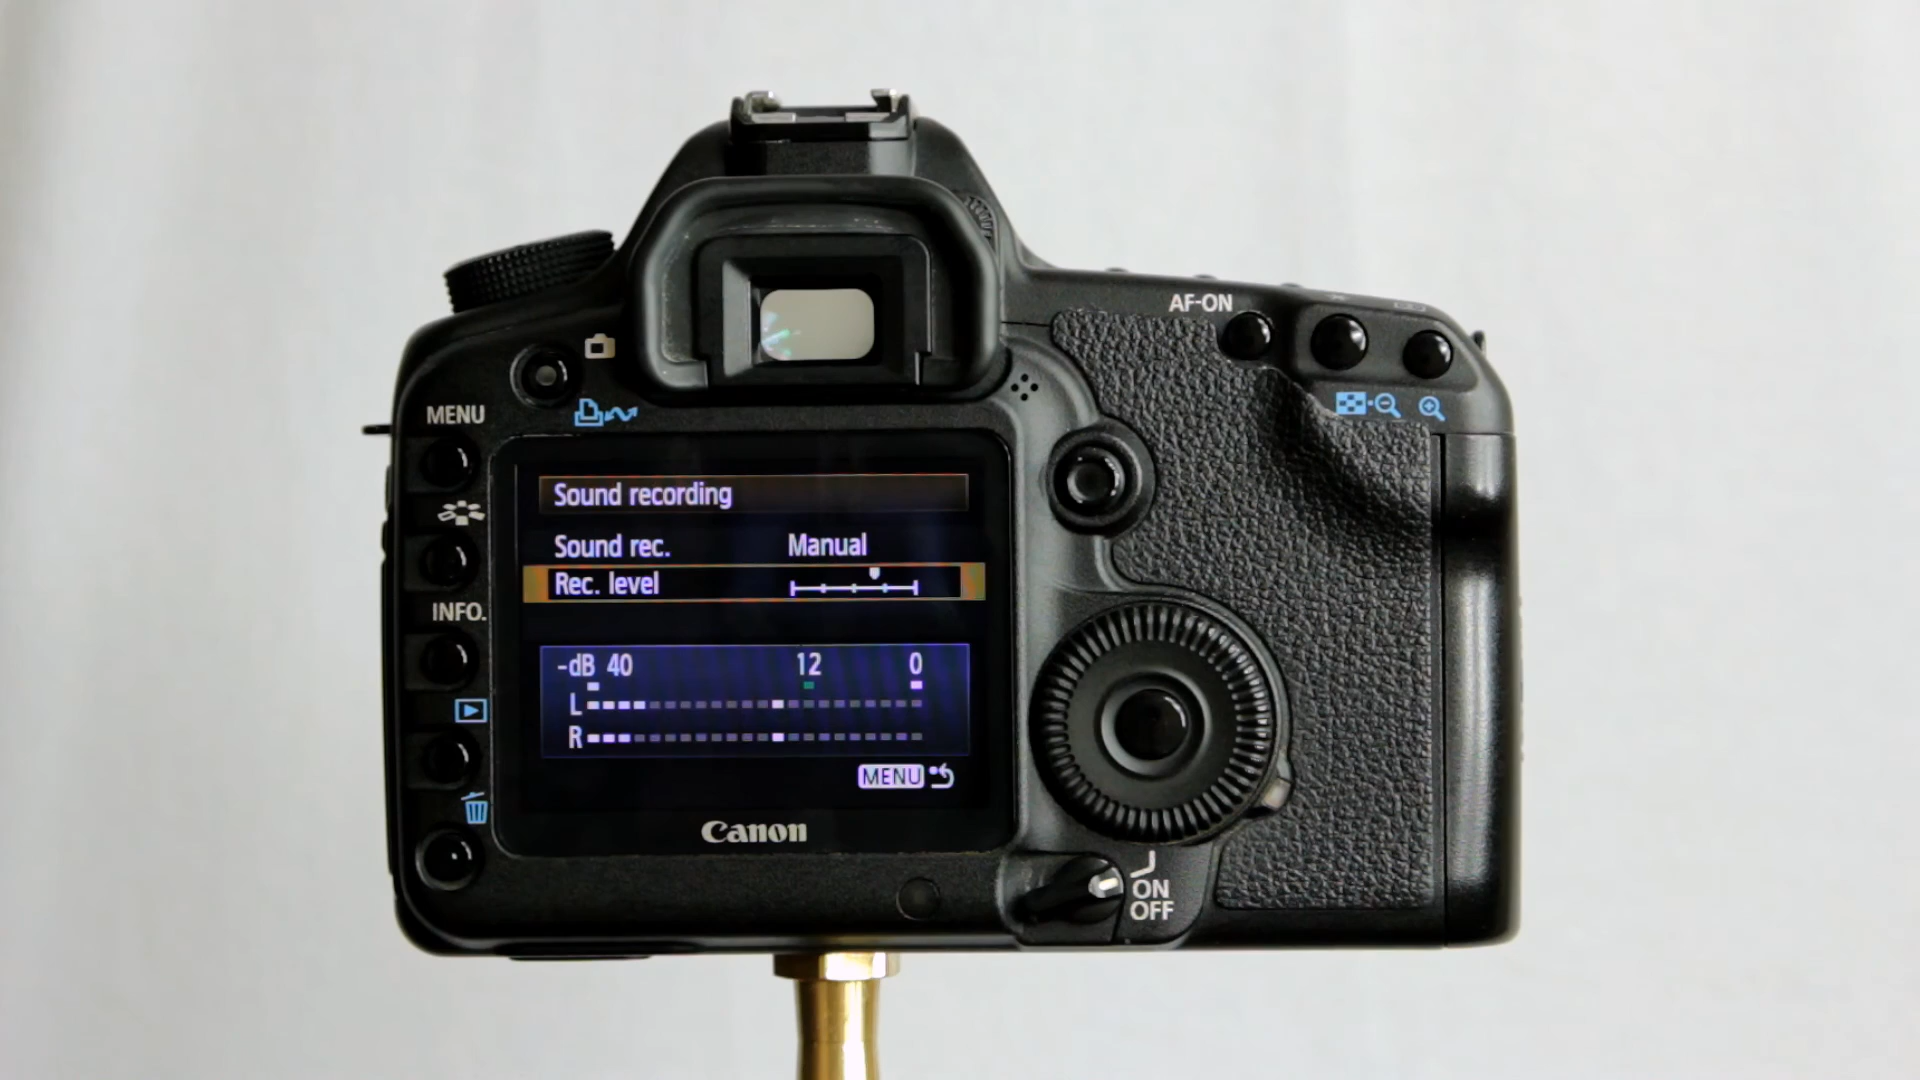 AF-ON
MENU
Sound recording
Sound rec. Manual
Rec. level
INFO.
-dB 40 12 0
L
R
MENU
Canon
ON
OFF